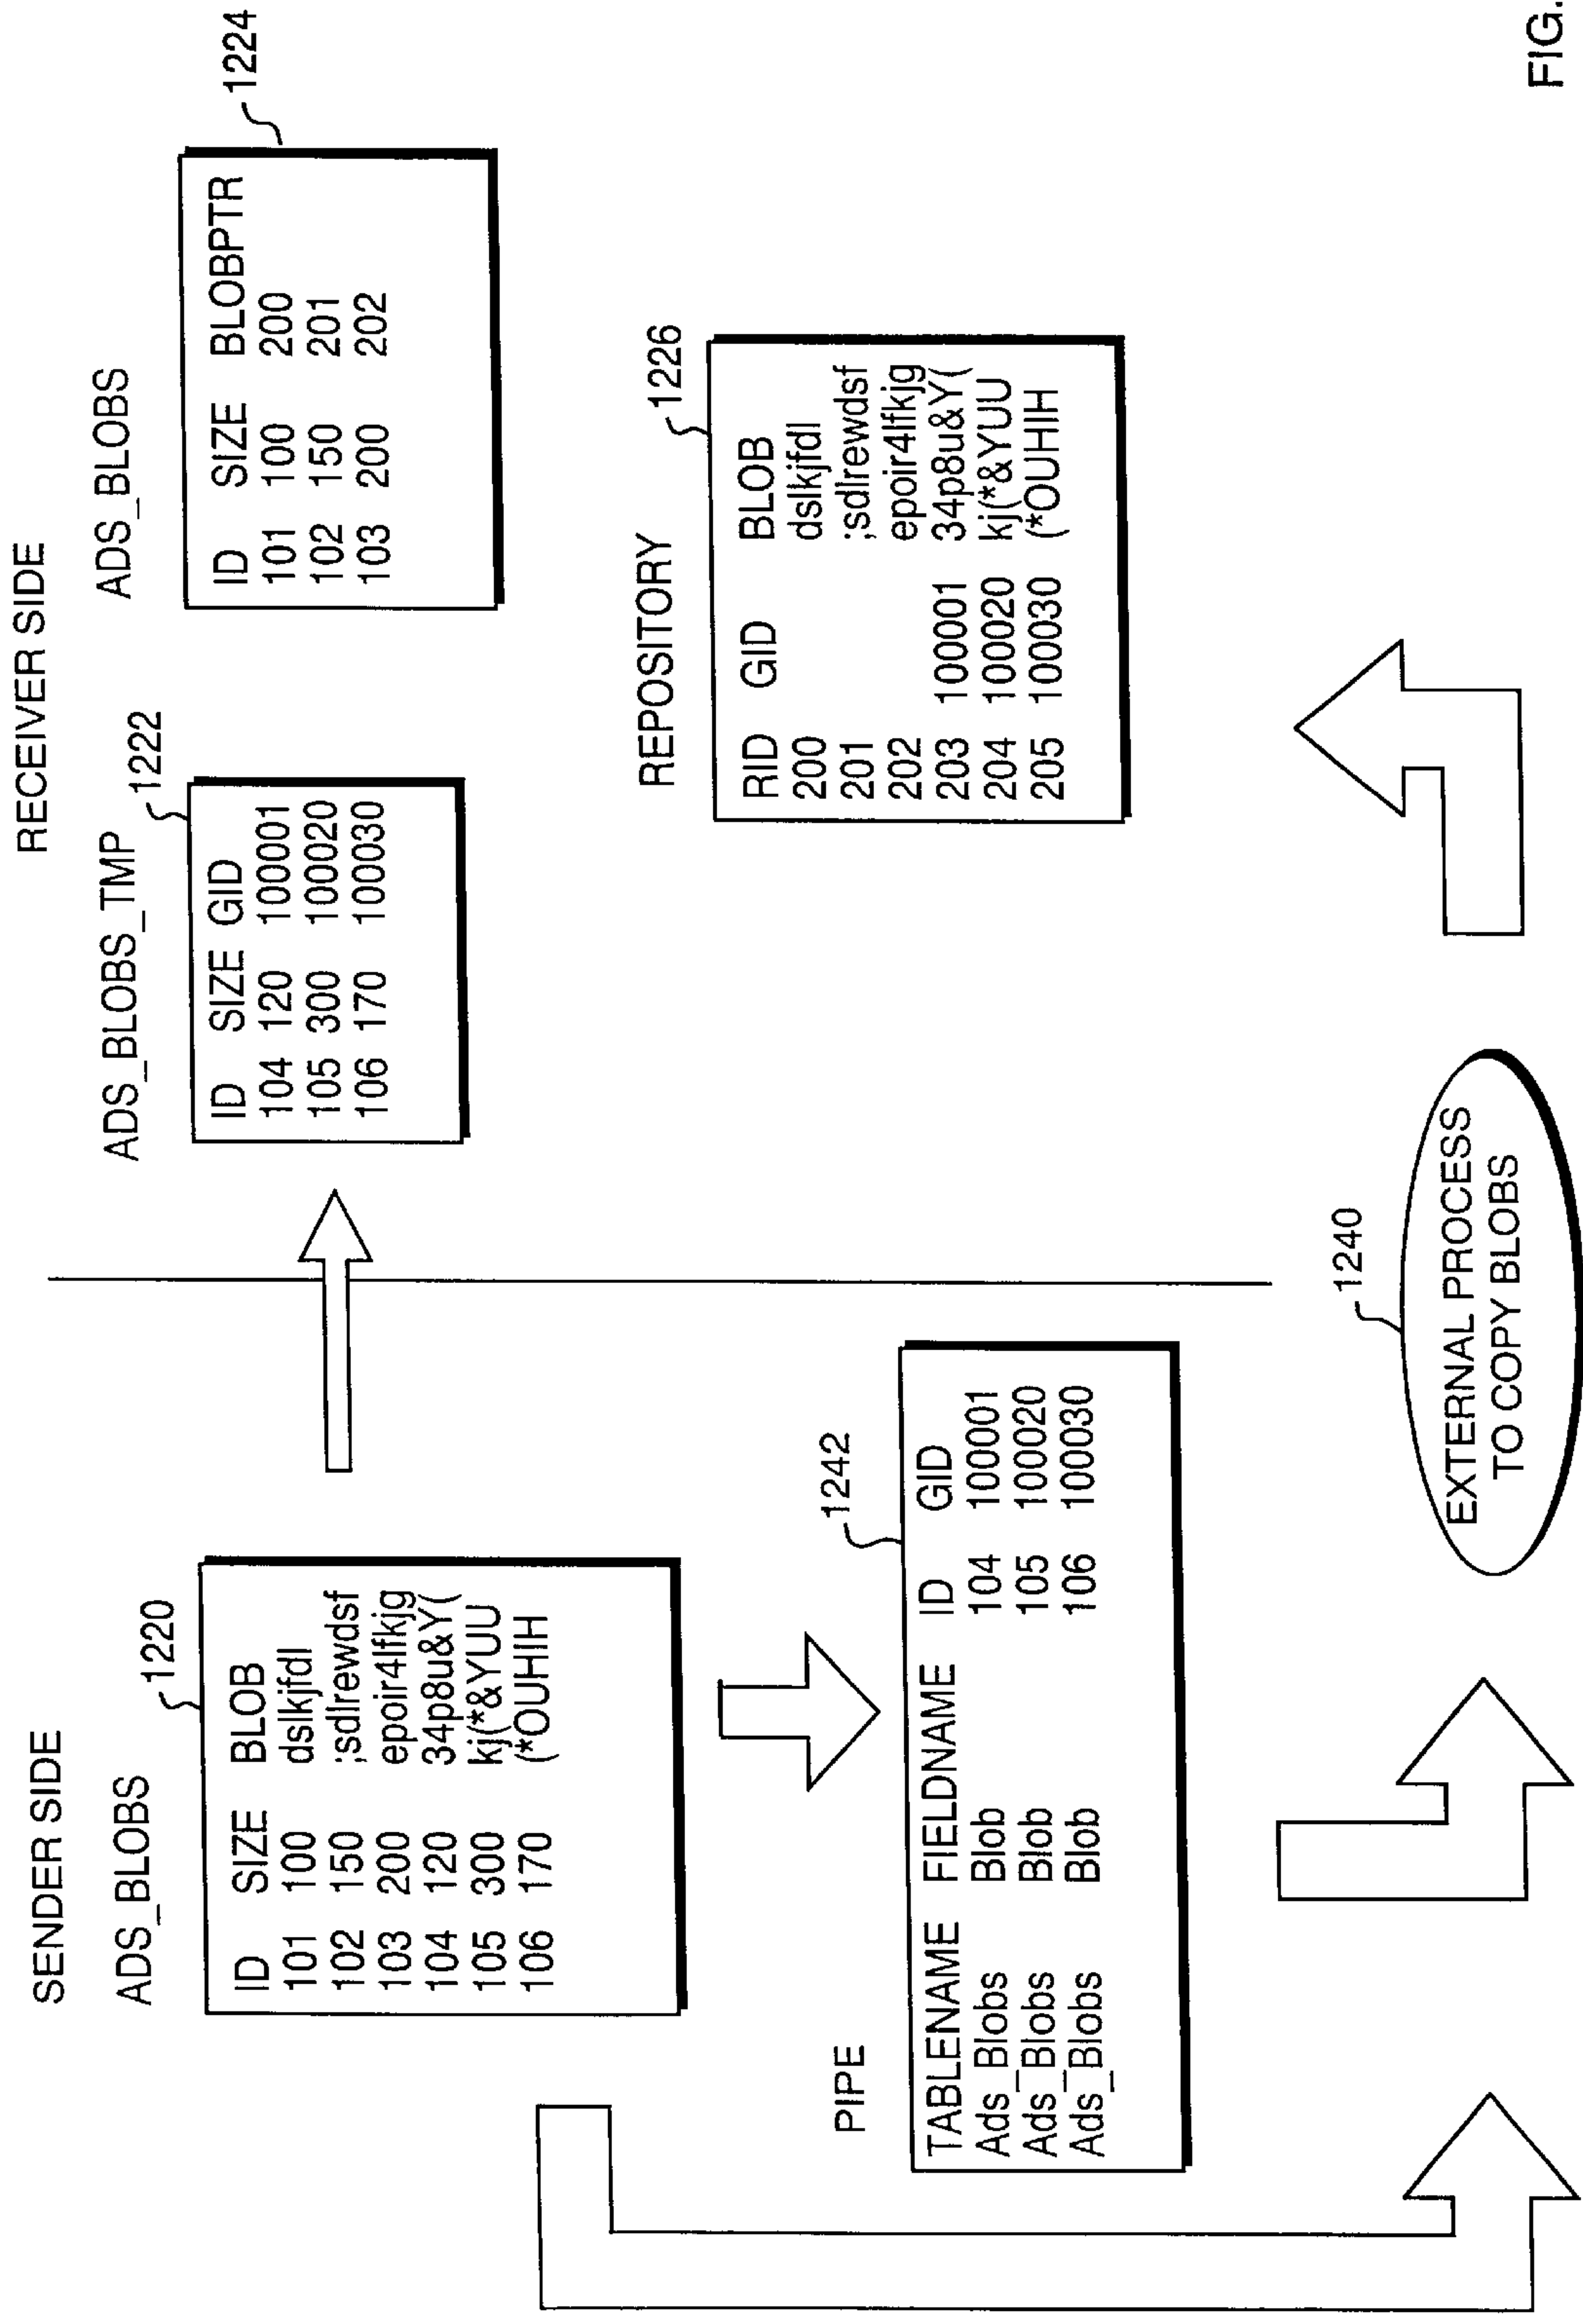 SENDER SIDE
RECEIVER SIDE
ADS_BLOBS
1220
ID SIZE BLOB
101 100 dslkjfdl
102 150 ;sdlrewdsf
103 200 epoir4lfkjg
104 120 34p8u&Y(
105 300 kj(*&YUU
106 170 (*OUHIH
ADS_BLOBS_TMP
1222
ID SIZE GID
104 120 100001
105 300 100020
106 170 100030
ADS_BLOBS
1224
ID SIZE BLOBPTR
101 100 200
102 150 201
103 200 202
PIPE
1242
TABLENAME FIELDNAME ID GID
Ads_Blobs Blob 104 100001
Ads_Blobs Blob 105 100020
Ads_Blobs Blob 106 100030
REPOSITORY
1226
RID GID BLOB
200 dslkjfdl
201 ;sdlrewdsf
202 epoir4lfkjg
203 100001 34p8u&Y(
204 100020 kj(*&YUU
205 100030 (*OUHIH
1240
EXTERNAL PROCESS
TO COPY BLOBS
FIG.